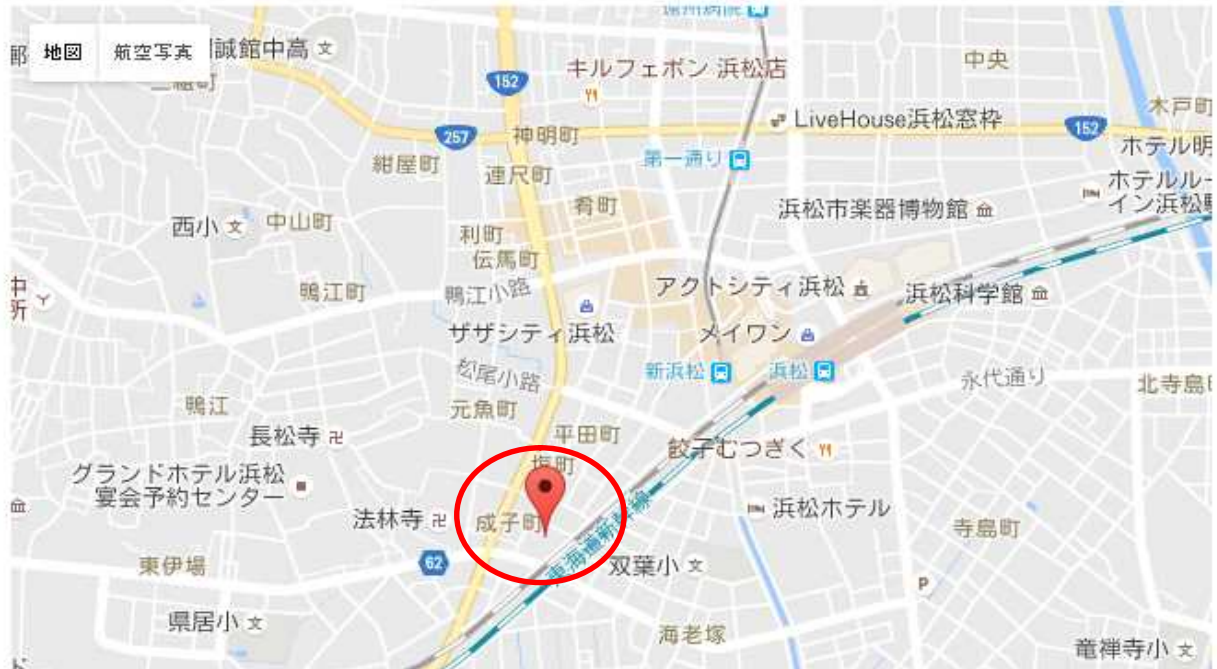 遠州病院
地図
航空写真
誠館中高
キルフェボン 浜松店
中央
152
木戸町
LiveHouse浜松窓枠
152
257
神明町
ホテル明
紺屋町
連尺町
第一通り
ホテルルー
イン浜松駅
肴町
浜松市楽器博物館
西小
中山町
利町
伝馬町
鴨江町
鴨江小路
アクトシティ浜松
浜松科学館
中
所
ザザシティ浜松
メイワン
松尾小路
新浜松
浜松
永代通り
北寺島町
鴨江
元魚町
長松寺
平田町
餃子むつぎく
塩町
グランドホテル浜松
宴会予約センター
浜松ホテル
法林寺
成子町
寺島町
東海道新幹線
東伊場
62
双葉小
P
県居小
海老塚
竜禅寺小